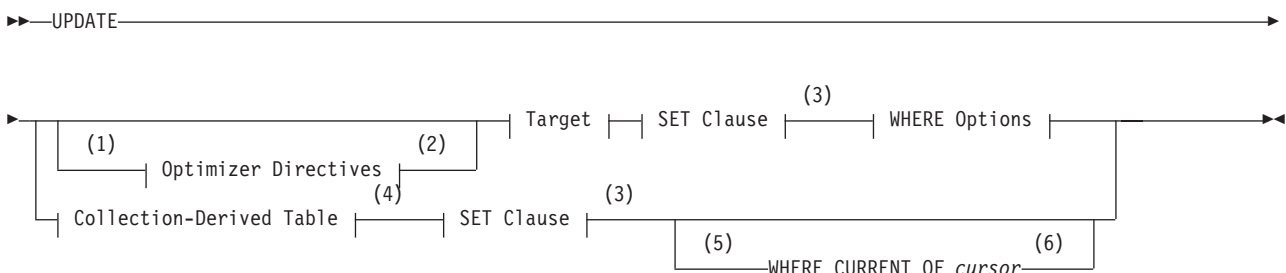 UPDATE
(3)
Target SET Clause WHERE Options
(1) (2)
Optimizer Directives
(4) (3)
Collection-Derived Table SET Clause
(5) (6)
WHERE CURRENT OF cursor